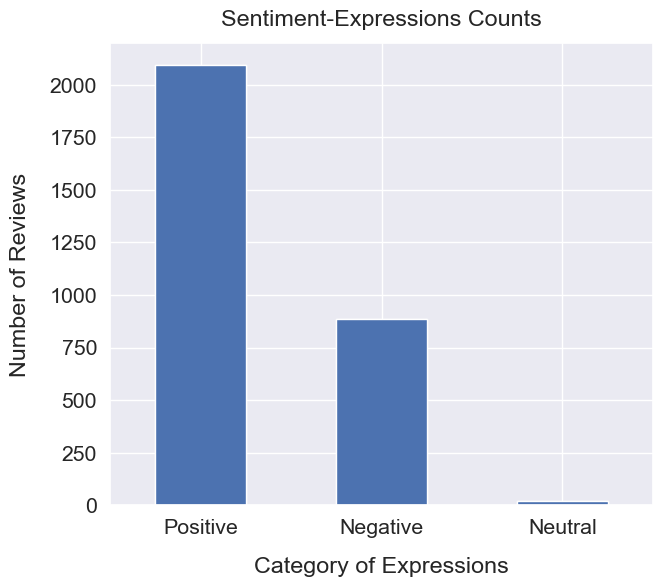 Sentiment-Expressions Counts
Number of Reviews
2000
1750
1500
1250
1000
750
500
250
0
Positive Negative Neutral
Category of Expressions